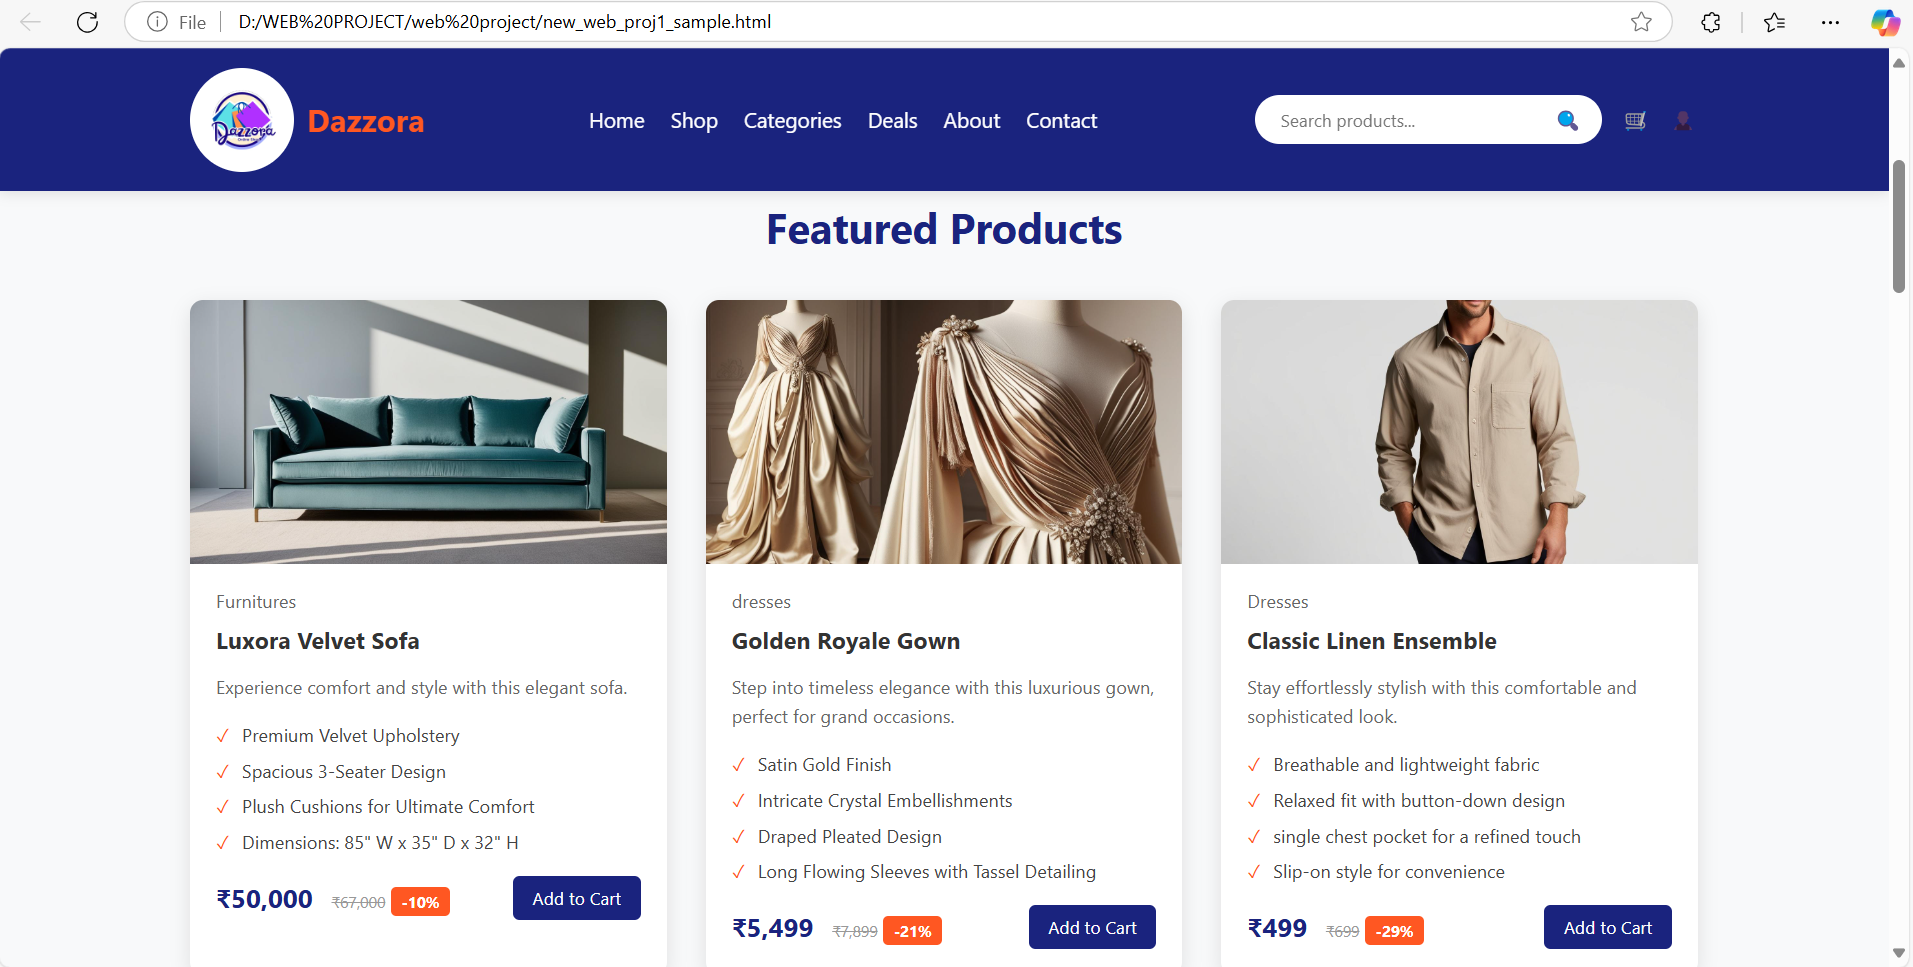 File
D:/WEB%20PROJECT/web%20project/new_web_proj1_sample.html
Dazzora
Dazzora
Home Shop Categories Deals About Contact
Search products...
Featured Products
Furnitures
Luxora Velvet Sofa
Experience comfort and style with this elegant sofa.
✓ Premium Velvet Upholstery
✓ Spacious 3-Seater Design
✓ Plush Cushions for Ultimate Comfort
✓ Dimensions: 85" W x 35" D x 32" H
₹50,000 ₹67,000 -10% Add to Cart
dresses
Golden Royale Gown
Step into timeless elegance with this luxurious gown,
perfect for grand occasions.
✓ Satin Gold Finish
✓ Intricate Crystal Embellishments
✓ Draped Pleated Design
✓ Long Flowing Sleeves with Tassel Detailing
₹5,499 ₹7,899 -21% Add to Cart
Dresses
Classic Linen Ensemble
Stay effortlessly stylish with this comfortable and
sophisticated look.
✓ Breathable and lightweight fabric
✓ Relaxed fit with button-down design
✓ single chest pocket for a refined touch
✓ Slip-on style for convenience
₹499 ₹699 -29% Add to Cart